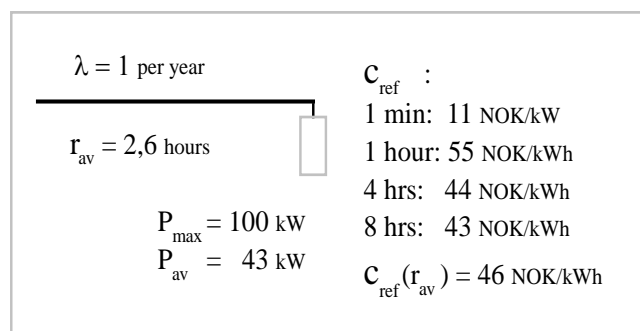 λ = 1 per year
r_av = 2,6 hours
P_max = 100 kW
P_av = 43 kW
c_ref :
1 min: 11 NOK/kW
1 hour: 55 NOK/kWh
4 hrs: 44 NOK/kWh
8 hrs: 43 NOK/kWh
c_ref(r_av) = 46 NOK/kWh